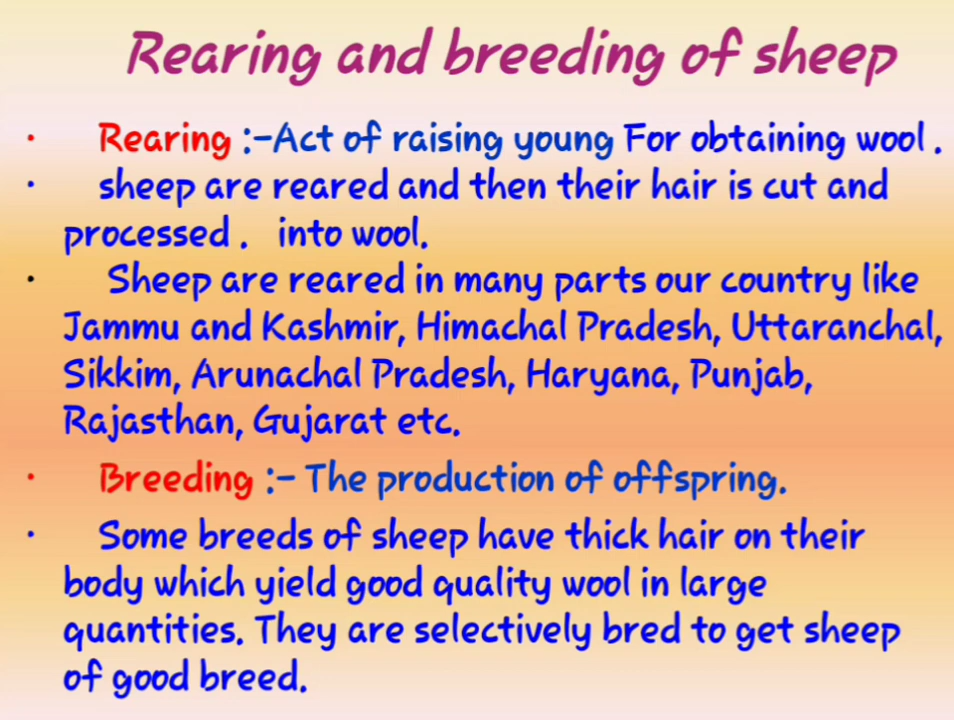 Rearing and breeding of sheep
• Rearing :-Act of raising young For obtaining wool .
• sheep are reared and then their hair is cut and
processed . into wool.
• Sheep are reared in many parts our country like
Jammu and Kashmir, Himachal Pradesh, Uttaranchal,
Sikkim, Arunachal Pradesh, Haryana, Punjab,
Rajasthan, Gujarat etc.
• Breeding :- The production of offspring.
• Some breeds of sheep have thick hair on their
body which yield good quality wool in large
quantities. They are selectively bred to get sheep
of good breed.